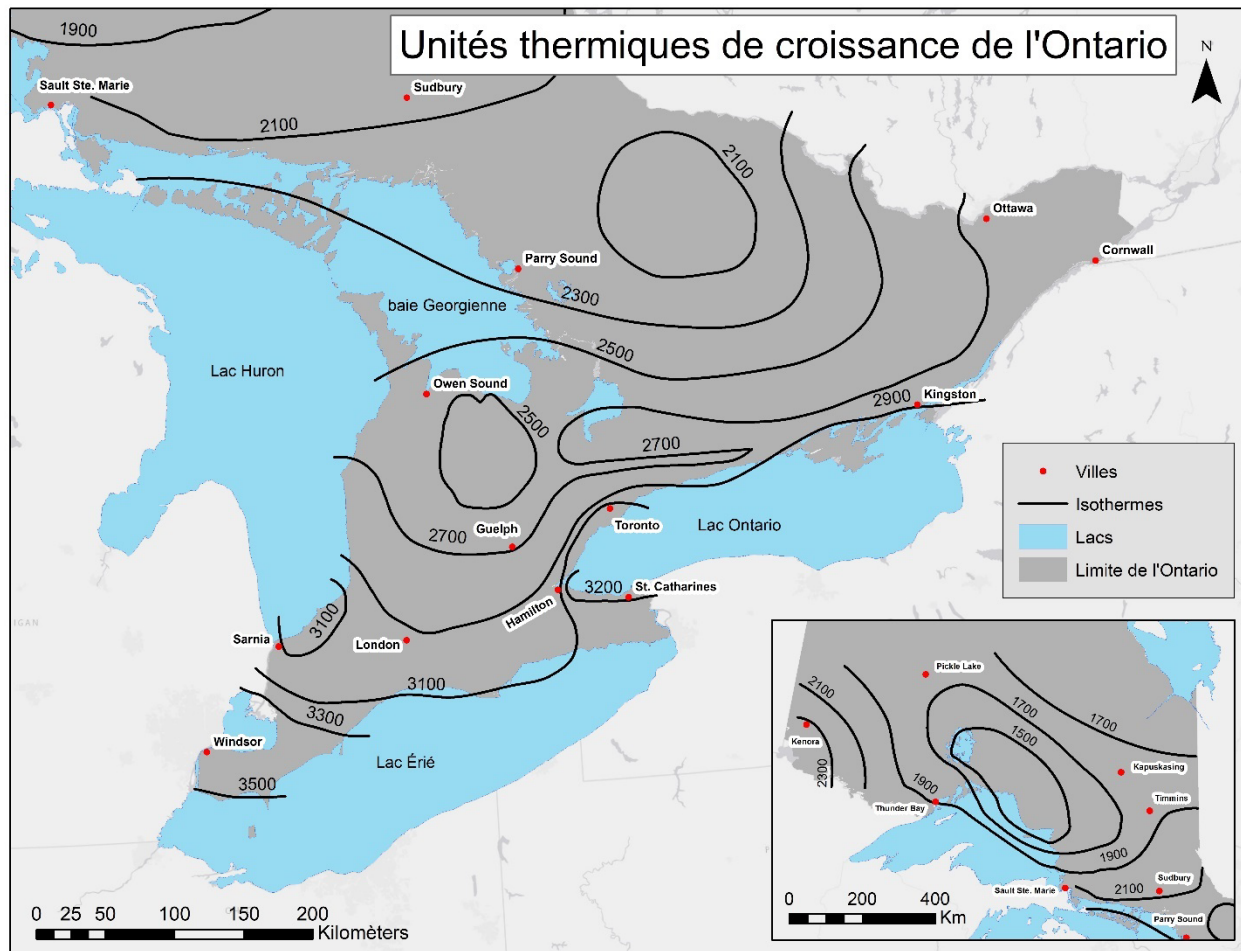 Unités thermiques de croissance de l'Ontario
N
1900
Sault Ste. Marie
Sudbury
2100
2100
Ottawa
Cornwall
Parry Sound
2300
baie Georgienne
2500
Lac Huron
Owen Sound
2900
Kingston
2500
2700
2700
Guelph
Toronto
Lac Ontario
3200
St. Catharines
Hamilton
3100
Sarnia
London
3100
3300
Windsor
Lac Érié
3500
Villes
Isothermes
Lacs
Limite de l'Ontario
0 25 50 100 150 200
Kilomèters
Pickle Lake
2100
1700
1700
1500
Kenora
2300
Kapuskasing
1900
Timmins
Thunder Bay
1900
Sault Ste. Marie
Sudbury
2100
Parry Sound
0 200 400
Km
IGAN